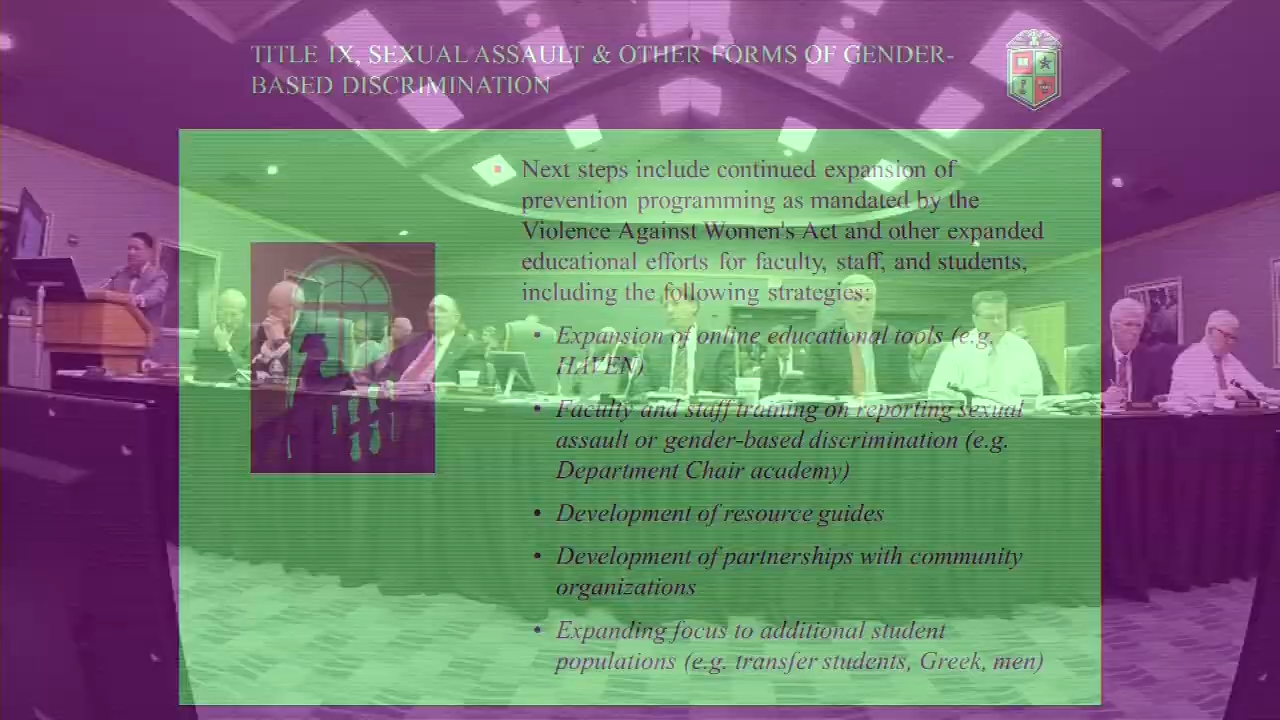 TITLE IX, SEXUAL ASSAULT & OTHER FORMS OF GENDER-
BASED DISCRIMINATION
Next steps include continued expansion of
prevention programming as mandated by the
Violence Against Women's Act and other expanded
educational efforts for faculty, staff, and students,
including the following strategies:
• Expansion of online educational tools (e.g.
HAVEN)
• Faculty and staff training on reporting sexual
assault or gender-based discrimination (e.g.
Department Chair academy)
• Development of resource guides
• Development of partnerships with community
organizations
• Expanding focus to additional student
populations (e.g. transfer students, Greek, men)